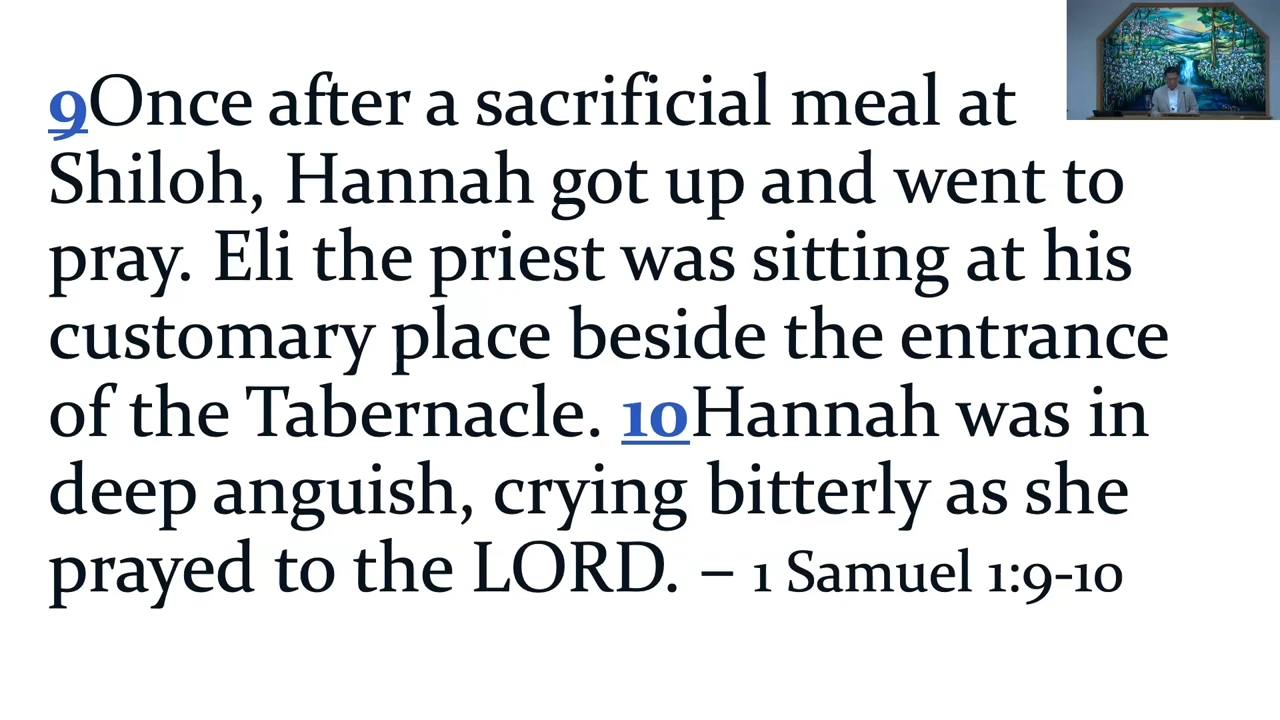 9Once after a sacrificial meal at
Shiloh, Hannah got up and went to
pray. Eli the priest was sitting at his
customary place beside the entrance
of the Tabernacle. 10Hannah was in
deep anguish, crying bitterly as she
prayed to the LORD. – 1 Samuel 1:9-10